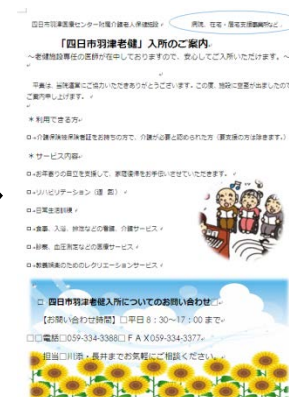 四日市羽津医療センター附属介護老人保健施設
病院、在宅・居宅支援事業所など
「四日市羽津老健」入所のご案内
～老健施設専任の医師が在中しておりますので、安心してご入所いただけます。～
平素は、当院運営にご協力いただきありがとうございます。この度、施設に空室が出ましたので
ご案内申し上げます。
＊利用できる方
□→介護保険被保険者証をお持ちの方で、介護が必要と認められた方（要支援の方は除きます。）
＊サービス内容
□→お年寄りの自立を支援して、家庭復帰をお手伝いさせていただきます。
□→リハビリテーション（週 回）
□→日常生活訓練
□→食事、入浴、排泄などの看護、介護サービス
□→診察、血圧測定などの医療サービス
□→教養娯楽のためのレクリエーションサービス
□ 四日市羽津老健入所についてのお問い合わせ□
【お問い合わせ時間】□平日８：３０～１７：００まで
□□電話□059-334-3388□ＦＡＸ059-334-3377
担当□川添・長井までお気軽にご相談ください。